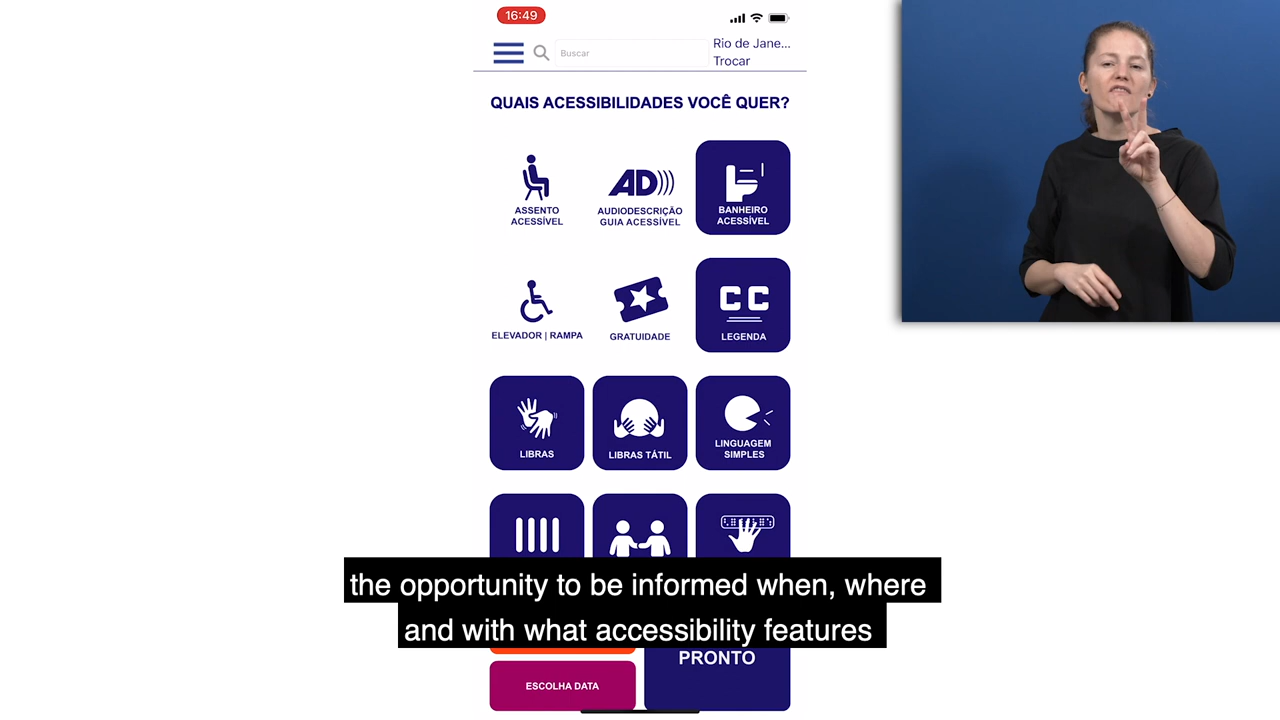 16:49
Buscar
Rio de Jane...
Trocar
QUAIS ACESSIBILIDADES VOCÊ QUER?
ASSENTO
ACESSÍVEL
AD
AUDIODESCRIÇÃO
GUIA ACESSÍVEL
BANHEIRO
ACESSÍVEL
ELEVADOR | RAMPA
GRATUIDADE
CC
LEGENDA
LIBRAS
LIBRAS TÁTIL
LINGUAGEM
SIMPLES
the opportunity to be informed when, where
and with what accessibility features
PRONTO
ESCOLHA DATA